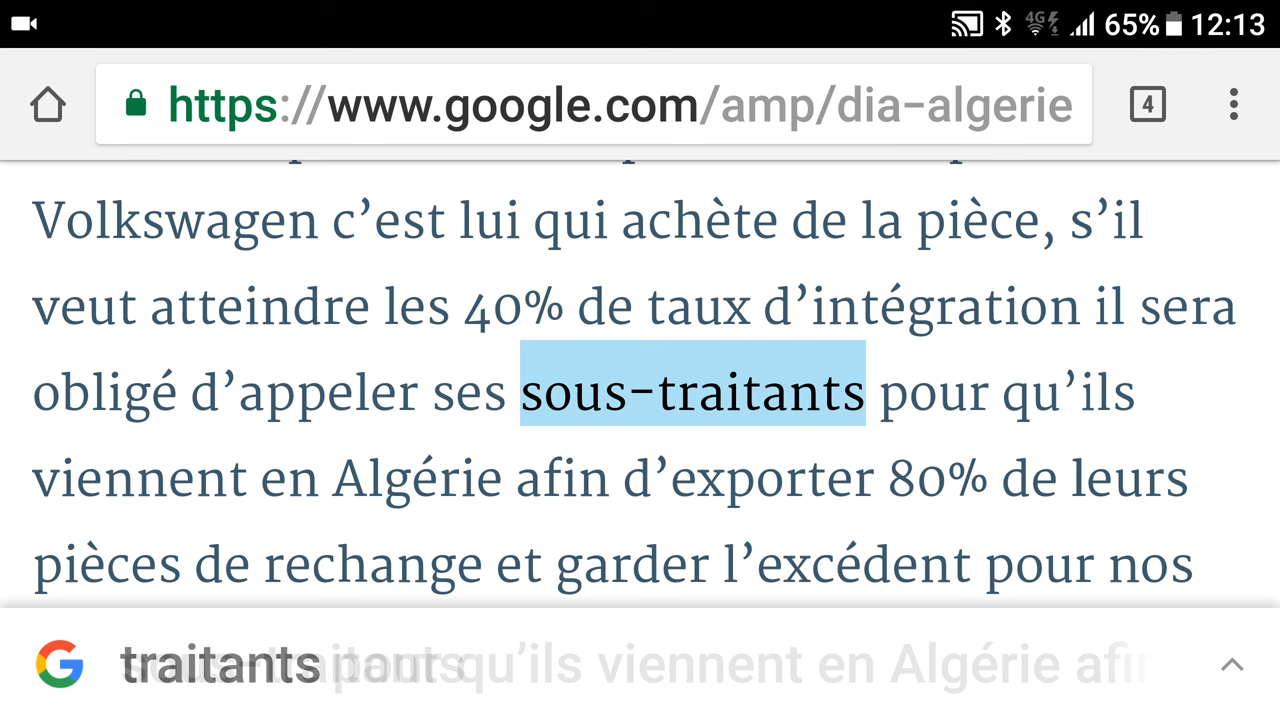 4G 65% 12:13
https://www.google.com/amp/dia-algerie 4
Volkswagen c’est lui qui achète de la pièce, s’il
veut atteindre les 40% de taux d’intégration il sera
obligé d’appeler ses sous-traitants pour qu’ils
viennent en Algérie afin d’exporter 80% de leurs
pièces de rechange et garder l’excédent pour nos
traitants qu’ils viennent en Algérie afin